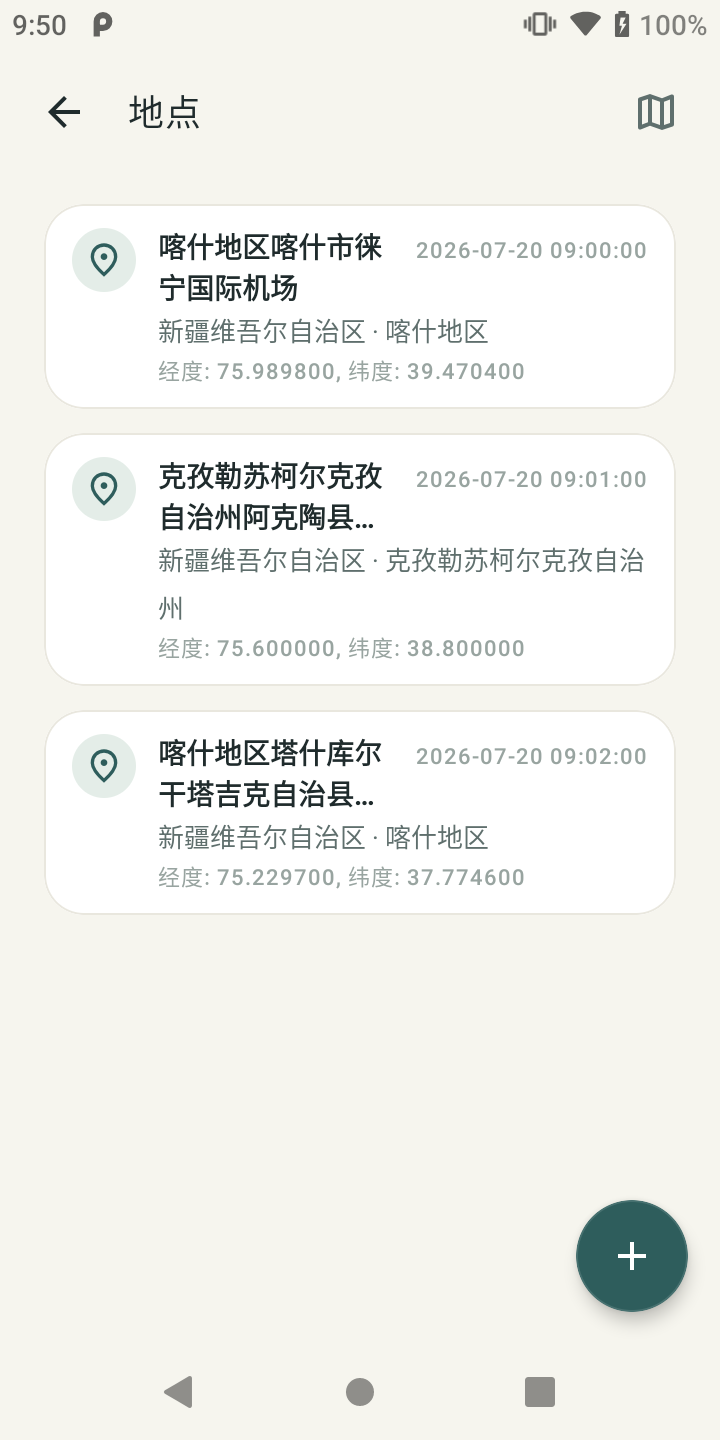 9:50
100%
地点
喀什地区喀什市徕
宁国际机场
2026-07-20 09:00:00
新疆维吾尔自治区 · 喀什地区
经度: 75.989800, 纬度: 39.470400
克孜勒苏柯尔克孜
自治州阿克陶县...
2026-07-20 09:01:00
新疆维吾尔自治区 · 克孜勒苏柯尔克孜自治
州
经度: 75.600000, 纬度: 38.800000
喀什地区塔什库尔
干塔吉克自治县...
2026-07-20 09:02:00
新疆维吾尔自治区 · 喀什地区
经度: 75.229700, 纬度: 37.774600